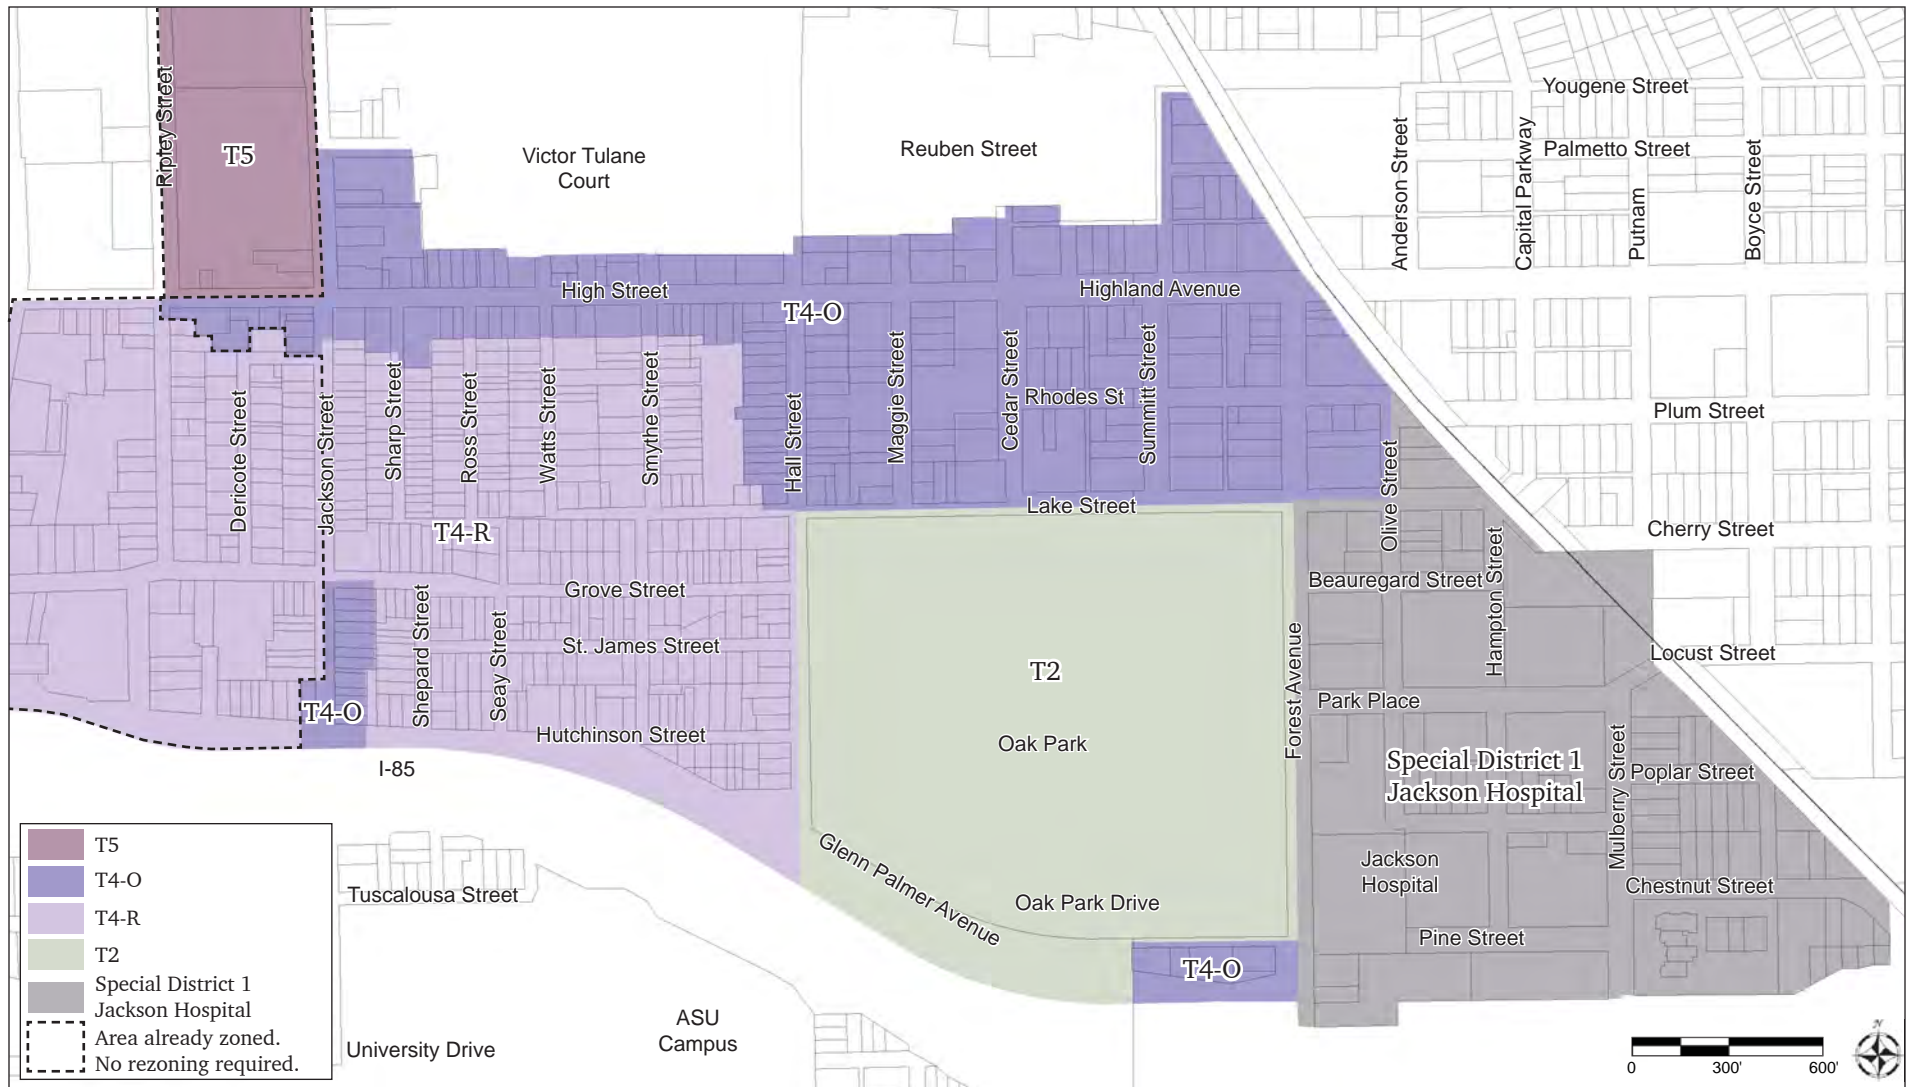 Yougene Street
Ripley Street
T5
Victor Tulane
Court
Reuben Street
Anderson Street
Capital Parkway
Palmetto Street
Putnam
Boyce Street
High Street
T4-O
Highland Avenue
Dericote Street
Jackson Street
Sharp Street
Ross Street
Watts Street
Smythe Street
Hall Street
Maggie Street
Cedar Street
Rhodes St
Summitt Street
Plum Street
Olive Street
Lake Street
T4-R
Hampton Street
Cherry Street
Grove Street
Beauregard Street
Shepard Street
Seay Street
St. James Street
T2
Forest Avenue
Locust Street
T4-O
Park Place
Hutchinson Street
Oak Park
Special District 1
Jackson Hospital
Mulberry Street
Poplar Street
I-85
Glenn Palmer Avenue
Jackson
Hospital
Chestnut Street
Tuscalousa Street
Oak Park Drive
Pine Street
T4-O
ASU
Campus
University Drive
T5
T4-O
T4-R
T2
Special District 1
Jackson Hospital
Area already zoned.
No rezoning required.
0 300' 600'
N